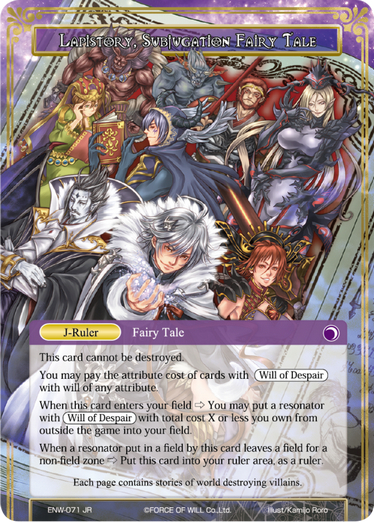 Lapistory, Subjugation Fairy Tale
J-Ruler
Fairy Tale
This card cannot be destroyed.
You may pay the attribute cost of cards with Will of Despair
with will of any attribute.
When this card enters your field ⇨ You may put a resonator
with Will of Despair with total cost X or less you own from
outside the game into your field.
When a resonator put in a field by this card leaves a field for a
non-field zone ⇨ Put this card into your ruler area, as a ruler.
Each page contains stories of world destroying villains.
ENW-071 JR
©FORCE OF WILL Co.,Ltd.
Illust/Kamijo Roro